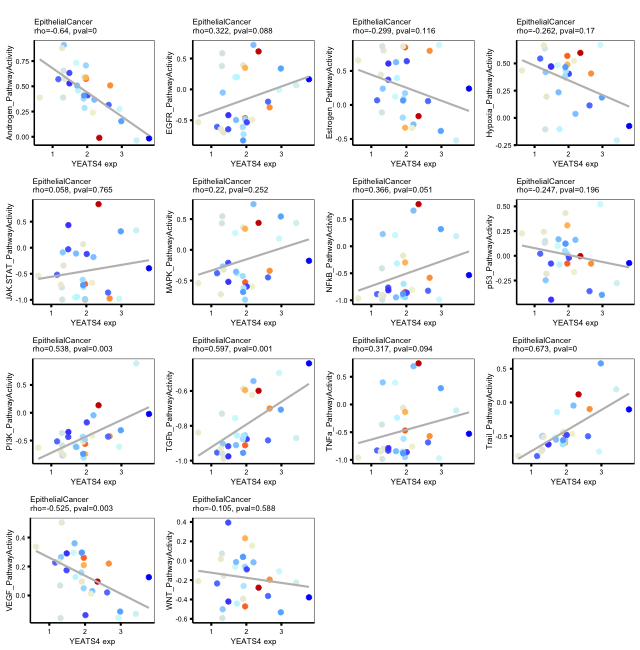 EpithelialCancer
rho=-0.64, pval=0
Androgen_PathwayActivity
0.75
0.50
0.25
0.00
1 2 3
YEATS4 exp
EpithelialCancer
rho=0.322, pval=0.088
EGFR_PathwayActivity
0.5
0.0
-0.5
1 2 3
YEATS4 exp
EpithelialCancer
rho=-0.299, pval=0.116
Estrogen_PathwayActivity
0.5
0.0
-0.5
1 2 3
YEATS4 exp
EpithelialCancer
rho=-0.262, pval=0.17
Hypoxia_PathwayActivity
0.50
0.25
0.00
-0.25
1 2 3
YEATS4 exp
EpithelialCancer
rho=0.058, pval=0.765
JAK-STAT_PathwayActivity
0.5
0.0
-0.5
-1.0
1 2 3
YEATS4 exp
EpithelialCancer
rho=0.22, pval=0.252
MAPK_PathwayActivity
0.5
0.0
-0.5
1 2 3
YEATS4 exp
EpithelialCancer
rho=0.366, pval=0.051
NFkB_PathwayActivity
0.5
0.0
-0.5
-1.0
1 2 3
YEATS4 exp
EpithelialCancer
rho=-0.247, pval=0.196
p53_PathwayActivity
0.50
0.25
0.00
-0.25
1 2 3
YEATS4 exp
EpithelialCancer
rho=0.538, pval=0.003
PI3K_PathwayActivity
0.5
0.0
-0.5
1 2 3
YEATS4 exp
EpithelialCancer
rho=0.597, pval=0.001
TGFb_PathwayActivity
-0.6
-0.8
-1.0
1 2 3
YEATS4 exp
EpithelialCancer
rho=0.317, pval=0.094
TNFa_PathwayActivity
0.5
0.0
-0.5
-1.0
1 2 3
YEATS4 exp
EpithelialCancer
rho=0.673, pval=0
Trail_PathwayActivity
0.5
0.0
-0.5
1 2 3
YEATS4 exp
EpithelialCancer
rho=-0.525, pval=0.003
VEGF_PathwayActivity
0.4
0.2
0.0
1 2 3
YEATS4 exp
EpithelialCancer
rho=-0.105, pval=0.588
WNT_PathwayActivity
0.4
0.2
0.0
-0.2
-0.4
-0.6
1 2 3
YEATS4 exp